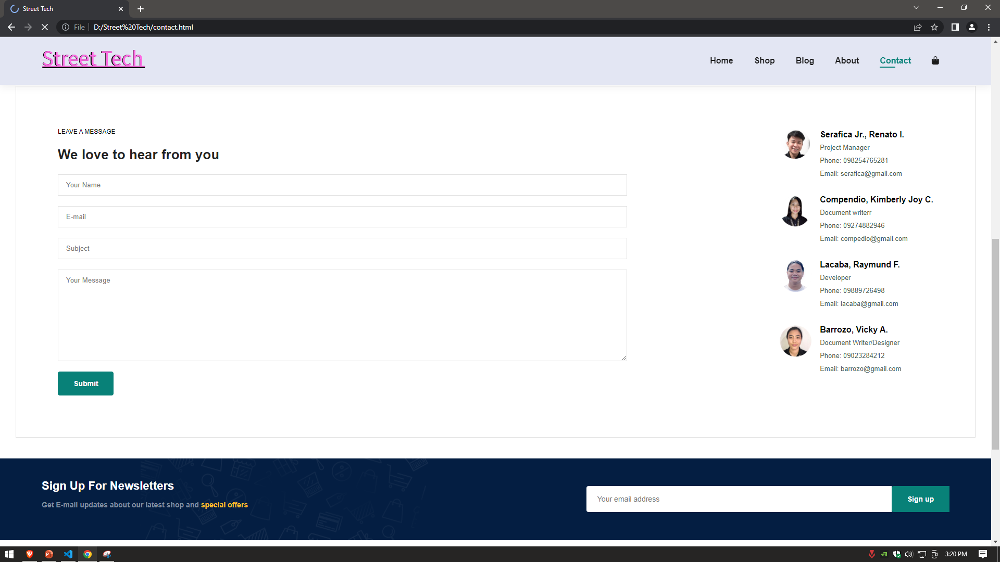 Street Tech
File
D:/Street%20Tech/contact.html
Street Tech
Home
Shop
Blog
About
Contact
LEAVE A MESSAGE
We love to hear from you
Your Name
E-mail
Subject
Your Message
Submit
Serafica Jr., Renato I.
Project Manager
Phone: 098254765281
Email: serafica@gmail.com
Compendio, Kimberly Joy C.
Document writerr
Phone: 09274882946
Email: compedio@gmail.com
Lacaba, Raymund F.
Developer
Phone: 09889726498
Email: lacaba@gmail.com
Barrozo, Vicky A.
Document Writer/Designer
Phone: 09023284212
Email: barrozo@gmail.com
Sign Up For Newsletters
Get E-mail updates about our latest shop and special offers
Your email address
Sign up
3:20 PM